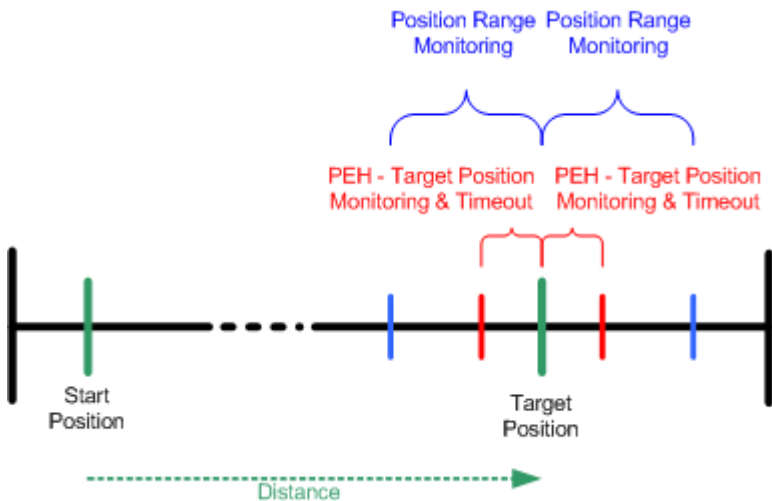 Position Range
Monitoring
Position Range
Monitoring
PEH - Target Position
Monitoring & Timeout
PEH - Target Position
Monitoring & Timeout
Start
Position
Target
Position
Distance